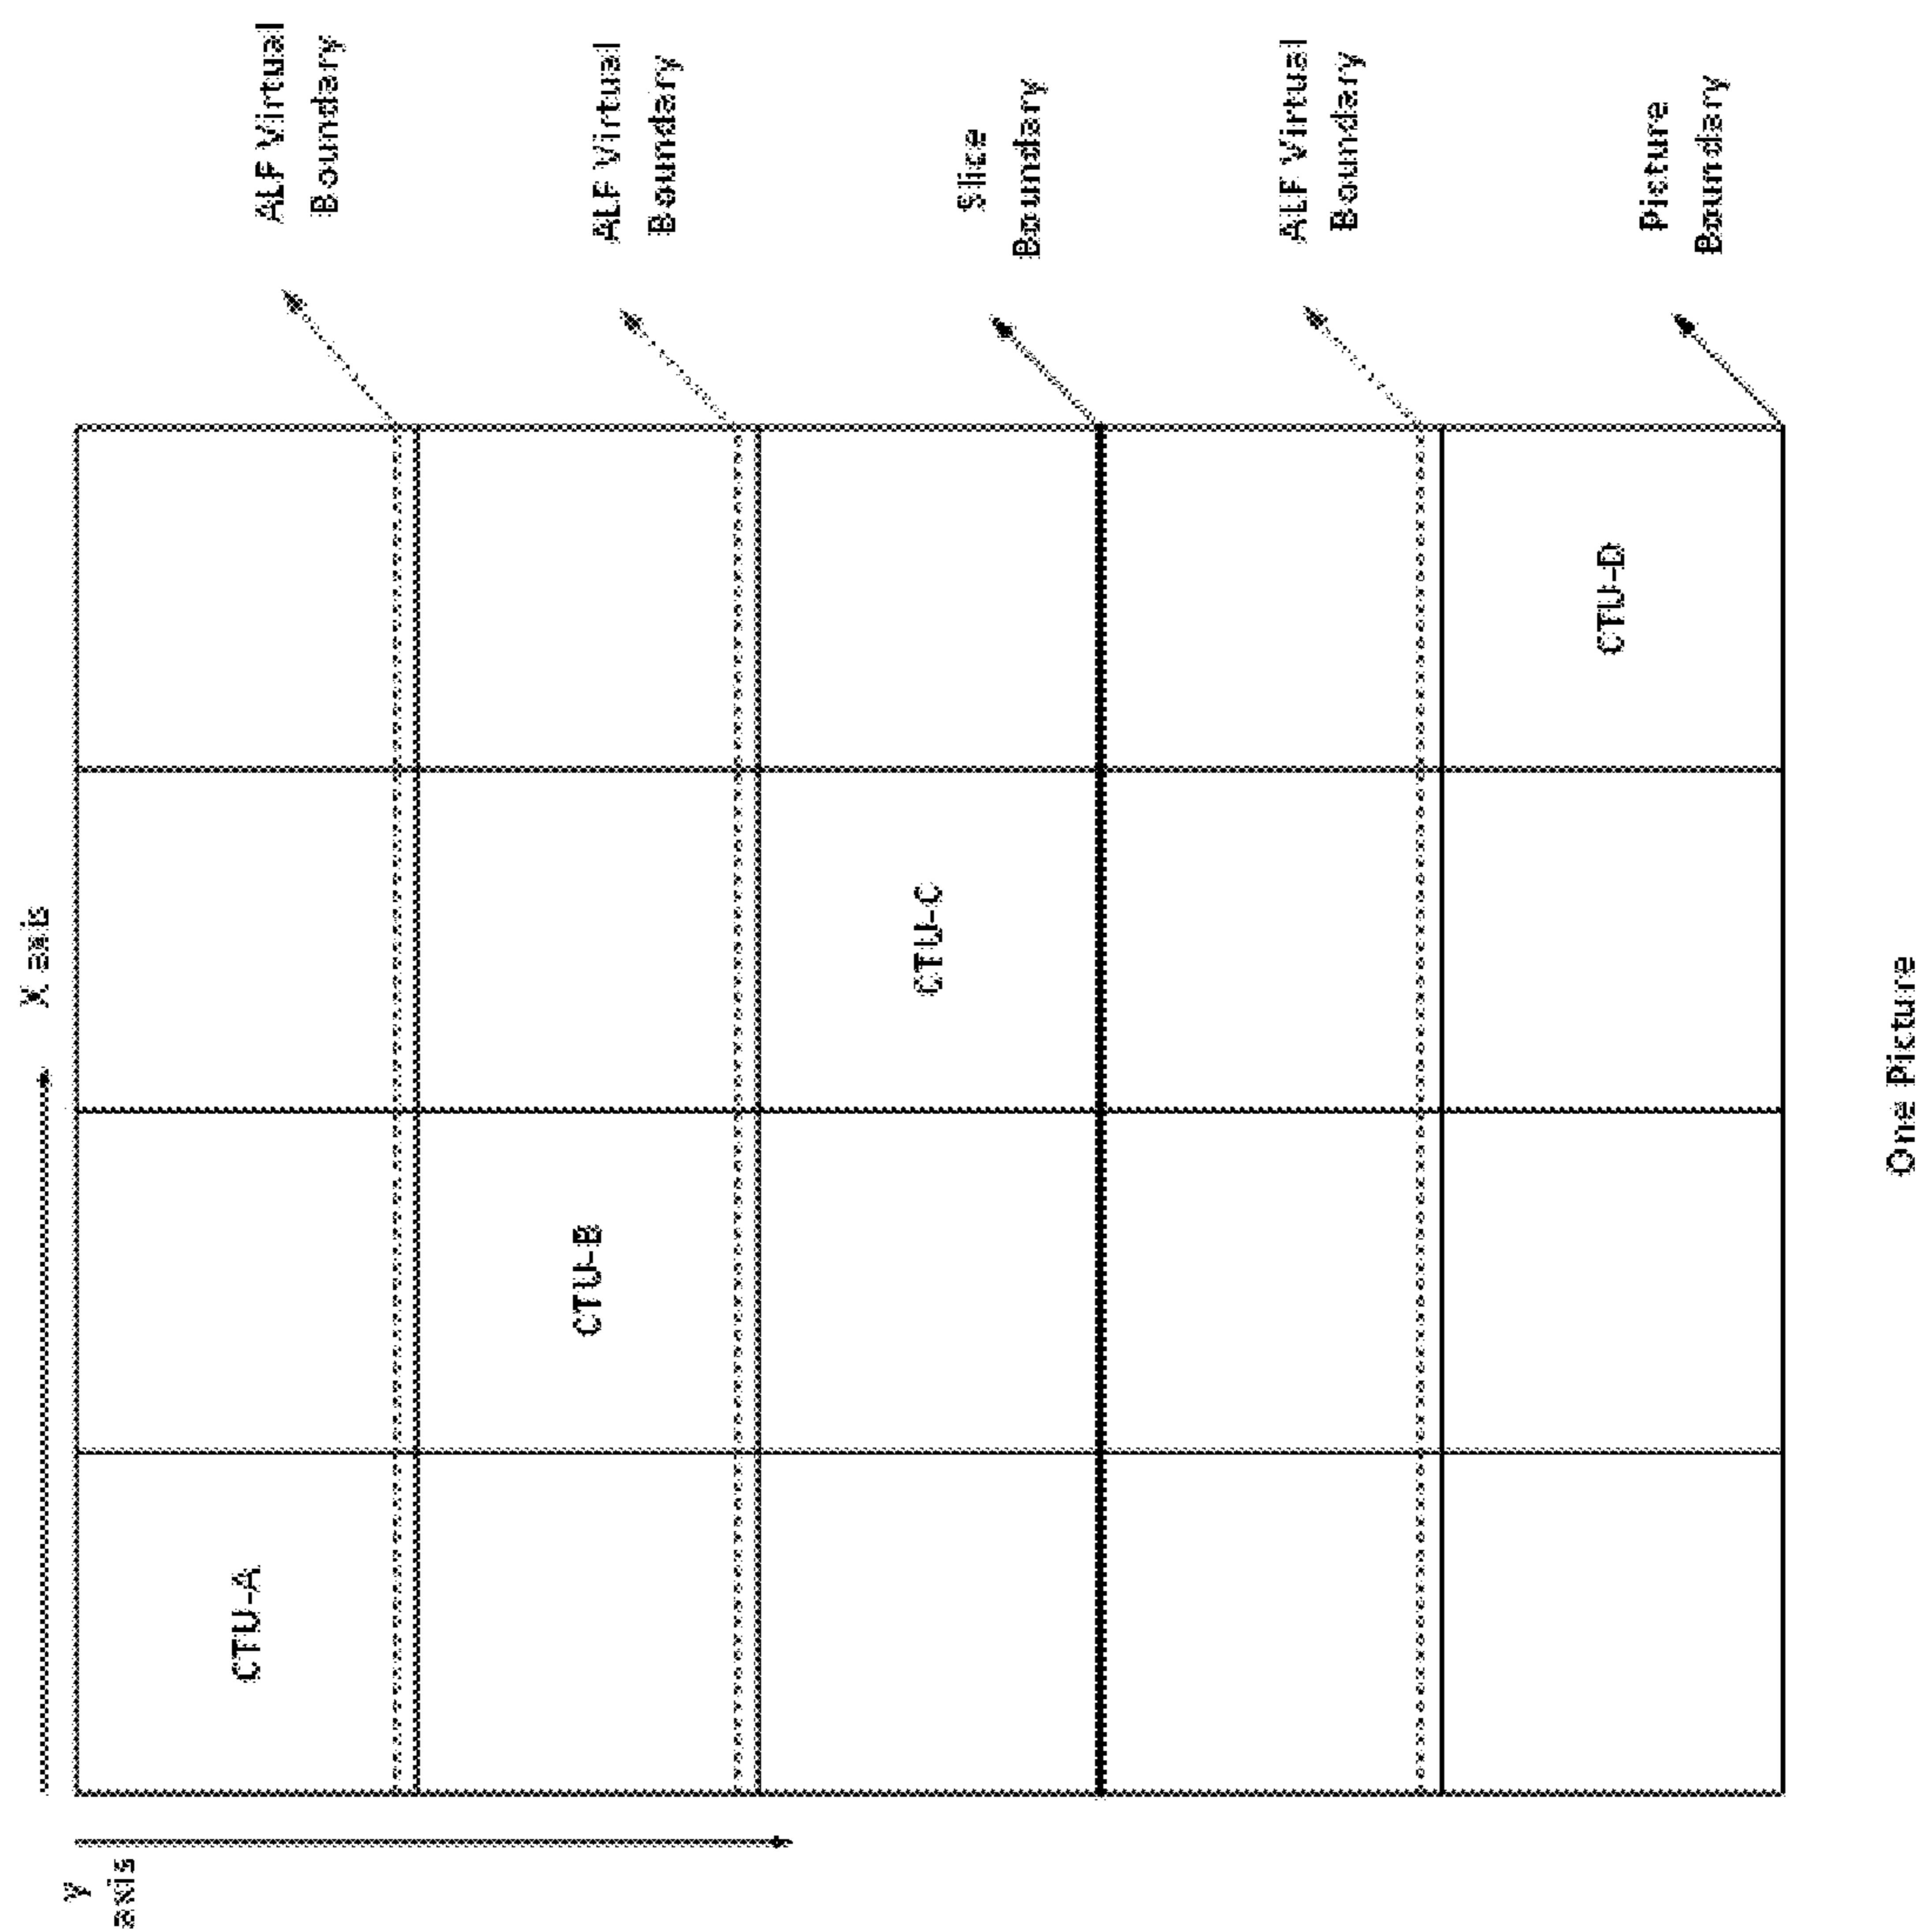 X axis
Y
axis
CTU-A
ALF Virtual
Boundary
CTU-B
ALF Virtual
Boundary
CTU-C
Slice
Boundary
ALF Virtual
Boundary
CTU-D
Picture
Boundary
One Picture